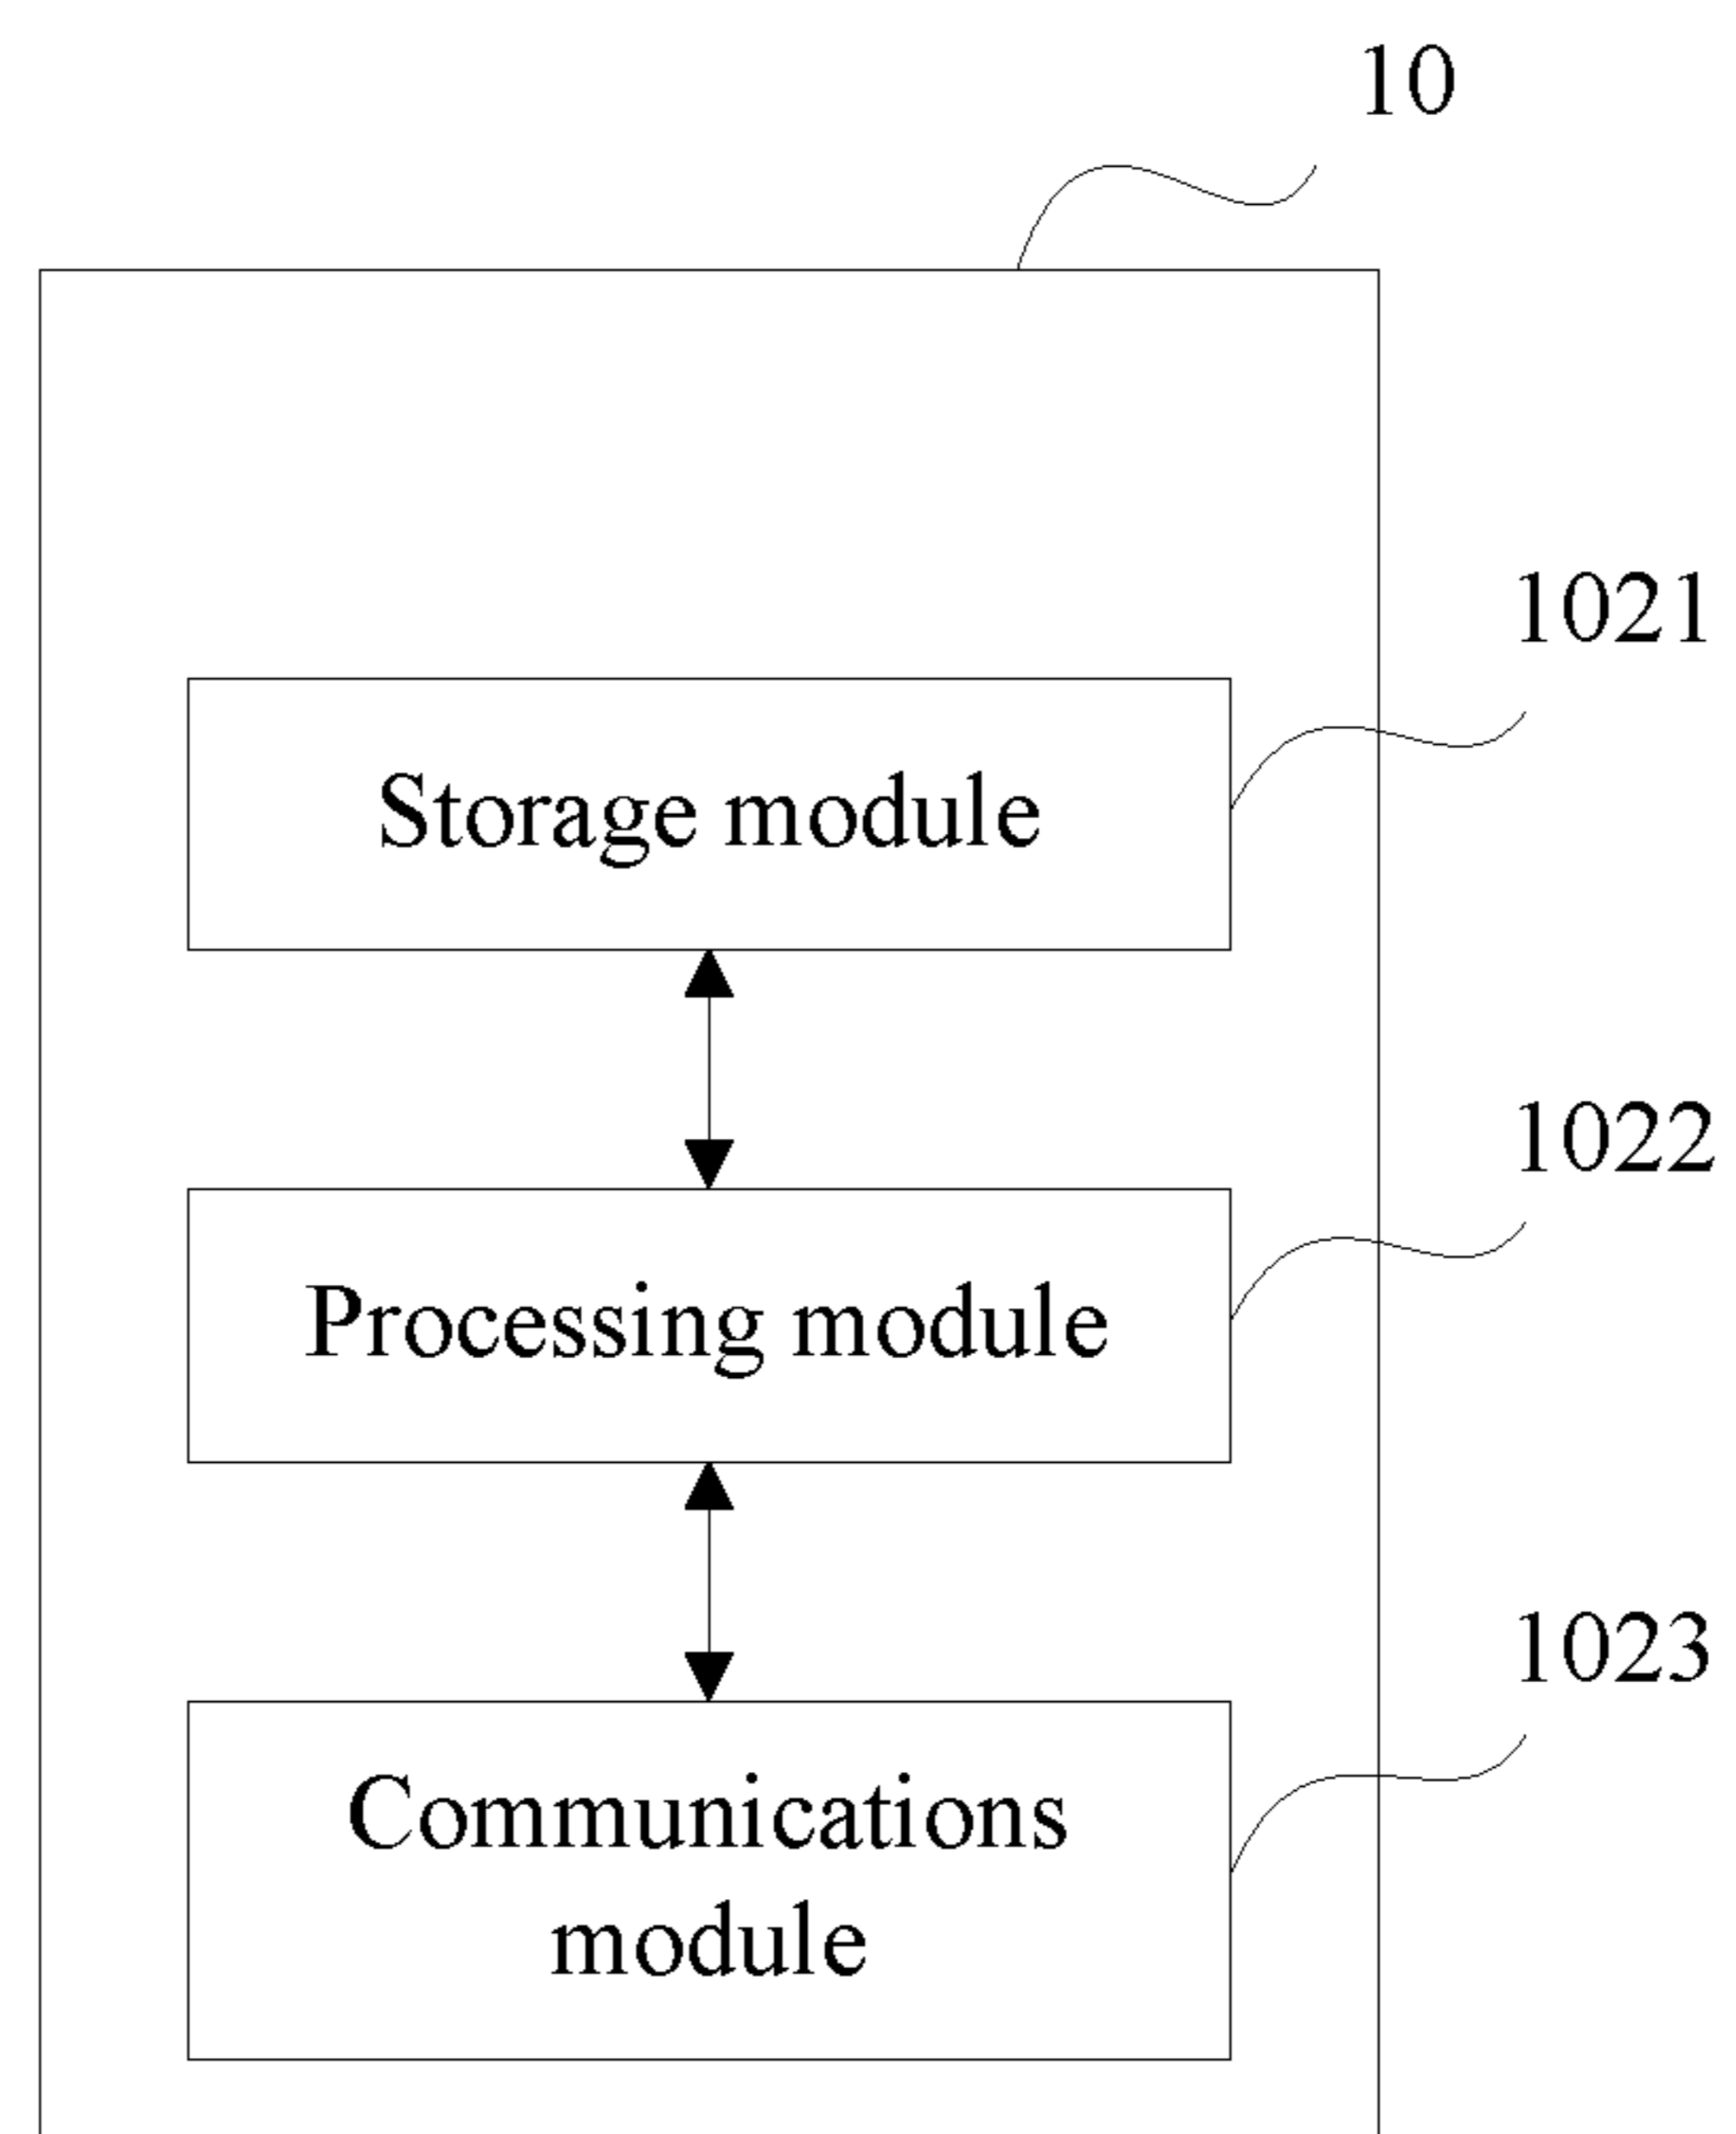 10
1021
Storage module
1022
Processing module
1023
Communications
module